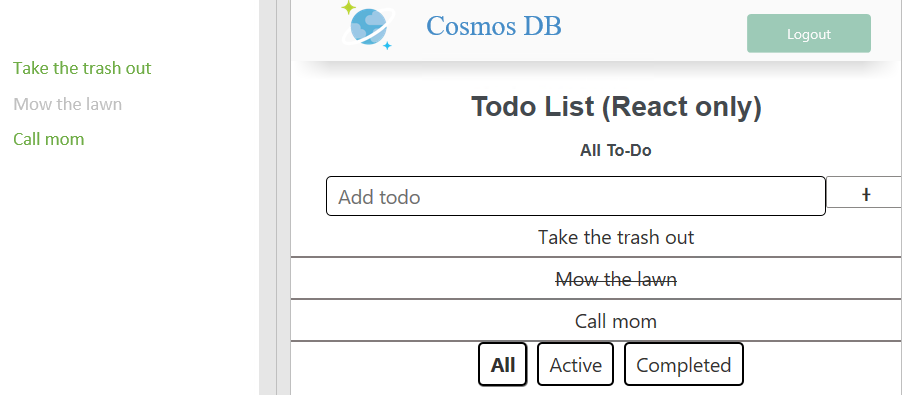 Take the trash out
Mow the lawn
Call mom
Cosmos DB
Logout
Todo List (React only)
All To-Do
Add todo
+
Take the trash out
Mow the lawn
Call mom
All Active Completed